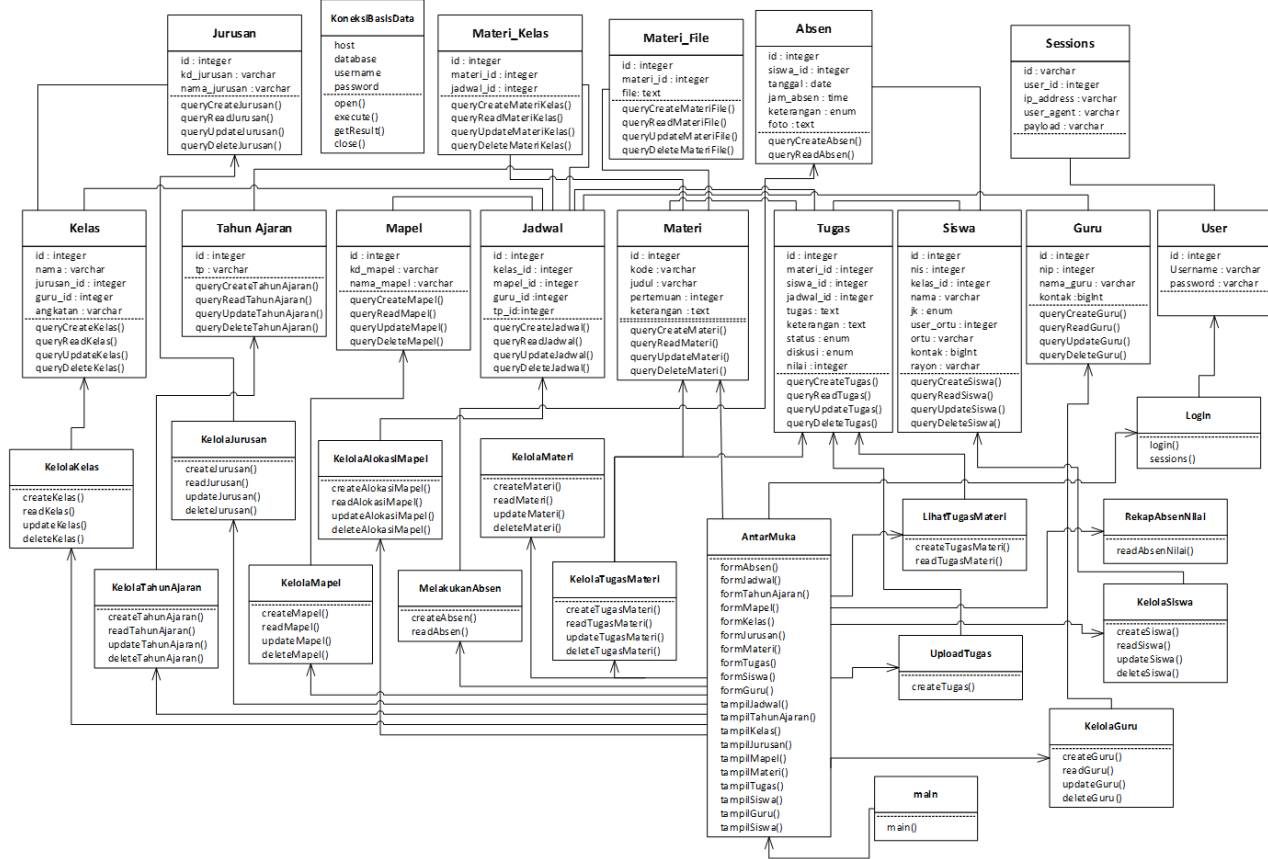 Jurusan
id : integer
kd_jurusan : varchar
nama_jurusan : varchar
queryCreateJurusan()
queryReadJurusan()
queryUpdateJurusan()
queryDeleteJurusan()
KoneksiBasisData
host
database
username
password
open()
execute()
getResult()
close()
Materi_Kelas
id : integer
materi_id : integer
jadwal_id : integer
queryCreateMateriKelas()
queryReadMateriKelas()
queryUpdateMateriKelas()
queryDeleteMateriKelas()
Materi_File
id : integer
materi_id : integer
file: text
queryCreateMateriFile()
queryReadMateriFile()
queryUpdateMateriFile()
queryDeleteMateriFile()
Absen
id : integer
siswa_id : integer
tanggal : date
jam_absen : time
keterangan : enum
foto : text
queryCreateAbsen()
queryReadAbsen()
Sessions
id : varchar
user_id : integer
ip_address : varchar
user_agent : varchar
payload : varchar
Kelas
id : integer
nama : varchar
jurusan_id : integer
guru_id : integer
angkatan : varchar
queryCreateKelas()
queryReadKelas()
queryUpdateKelas()
queryDeleteKelas()
Tahun Ajaran
id : integer
tp : varchar
queryCreateTahunAjaran()
queryReadTahunAjaran()
queryUpdateTahunAjaran()
queryDeleteTahunAjaran()
Mapel
id : integer
kd_mapel : varchar
nama_mapel : varchar
queryCreateMapel()
queryReadMapel()
queryUpdateMapel()
queryDeleteMapel()
Jadwal
id : integer
kelas_id : integer
mapel_id : integer
guru_id : integer
tp_id:integer
queryCreateJadwal()
queryReadJadwal()
queryUpdateJadwal()
queryDeleteJadwal()
Materi
id : integer
kode : varchar
judul : varchar
pertemuan : integer
keterangan : text
queryCreateMateri()
queryReadMateri()
queryUpdateMateri()
queryDeleteMateri()
Tugas
id : integer
materi_id : integer
siswa_id : integer
jadwal_id : integer
tugas : text
keterangan : text
status : enum
diskusi : enum
nilai : integer
queryCreateTugas()
queryReadTugas()
queryUpdateTugas()
queryDeleteTugas()
Siswa
id : integer
nis : integer
kelas_id : integer
nama : varchar
jk : enum
user_ortu : integer
ortu : varchar
kontak : bigInt
rayon : varchar
queryCreateSiswa()
queryReadSiswa()
queryUpdateSiswa()
queryDeleteSiswa()
Guru
id : integer
nip : integer
nama_guru : varchar
kontak :bigInt
queryCreateGuru()
queryReadGuru()
queryUpdateGuru()
queryDeleteGuru()
User
id : integer
Username : varchar
password : varchar
KelolaKelas
createKelas()
readKelas()
updateKelas()
deleteKelas()
KelolaJurusan
createJurusan()
readJurusan()
updateJurusan()
deleteJurusan()
KelolaAlokasiMapel
createAlokasiMapel()
readAlokasiMapel()
updateAlokasiMapel()
deleteAlokasiMapel()
KelolaMateri
createMateri()
readMateri()
updateMateri()
deleteMateri()
Login
login()
sessions()
KelolaTahunAjaran
createTahunAjaran()
readTahunAjaran()
updateTahunAjaran()
deleteTahunAjaran()
KelolaMapel
createMapel()
readMapel()
updateMapel()
deleteMapel()
MelakukanAbsen
createAbsen()
readAbsen()
KelolaTugasMateri
createTugasMateri()
readTugasMateri()
updateTugasMateri()
deleteTugasMateri()
AntarMuka
formAbsen()
formJadwal()
formTahunAjaran()
formMapel()
formKelas()
formJurusan()
formMateri()
formTugas()
formSiswa()
formGuru()
tampilJadwal()
tampilTahunAjaran()
tampilKelas()
tampilJurusan()
tampilMapel()
tampilMateri()
tampilTugas()
tampilSiswa()
tampilGuru()
tampilSiswa()
LihatTugasMateri
createTugasMateri()
readTugasMateri()
RekapAbsenNilai
readAbsenNilai()
KelolaSiswa
createSiswa()
readSiswa()
updateSiswa()
deleteSiswa()
UploadTugas
createTugas()
KelolaGuru
createGuru()
readGuru()
updateGuru()
deleteGuru()
main
main()